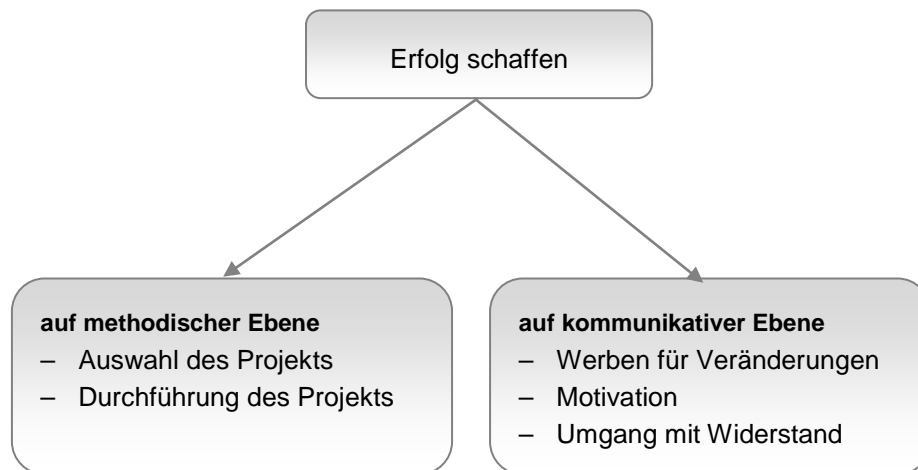 Erfolg schaffen
auf methodischer Ebene
– Auswahl des Projekts
– Durchführung des Projekts
auf kommunikativer Ebene
– Werben für Veränderungen
– Motivation
– Umgang mit Widerstand